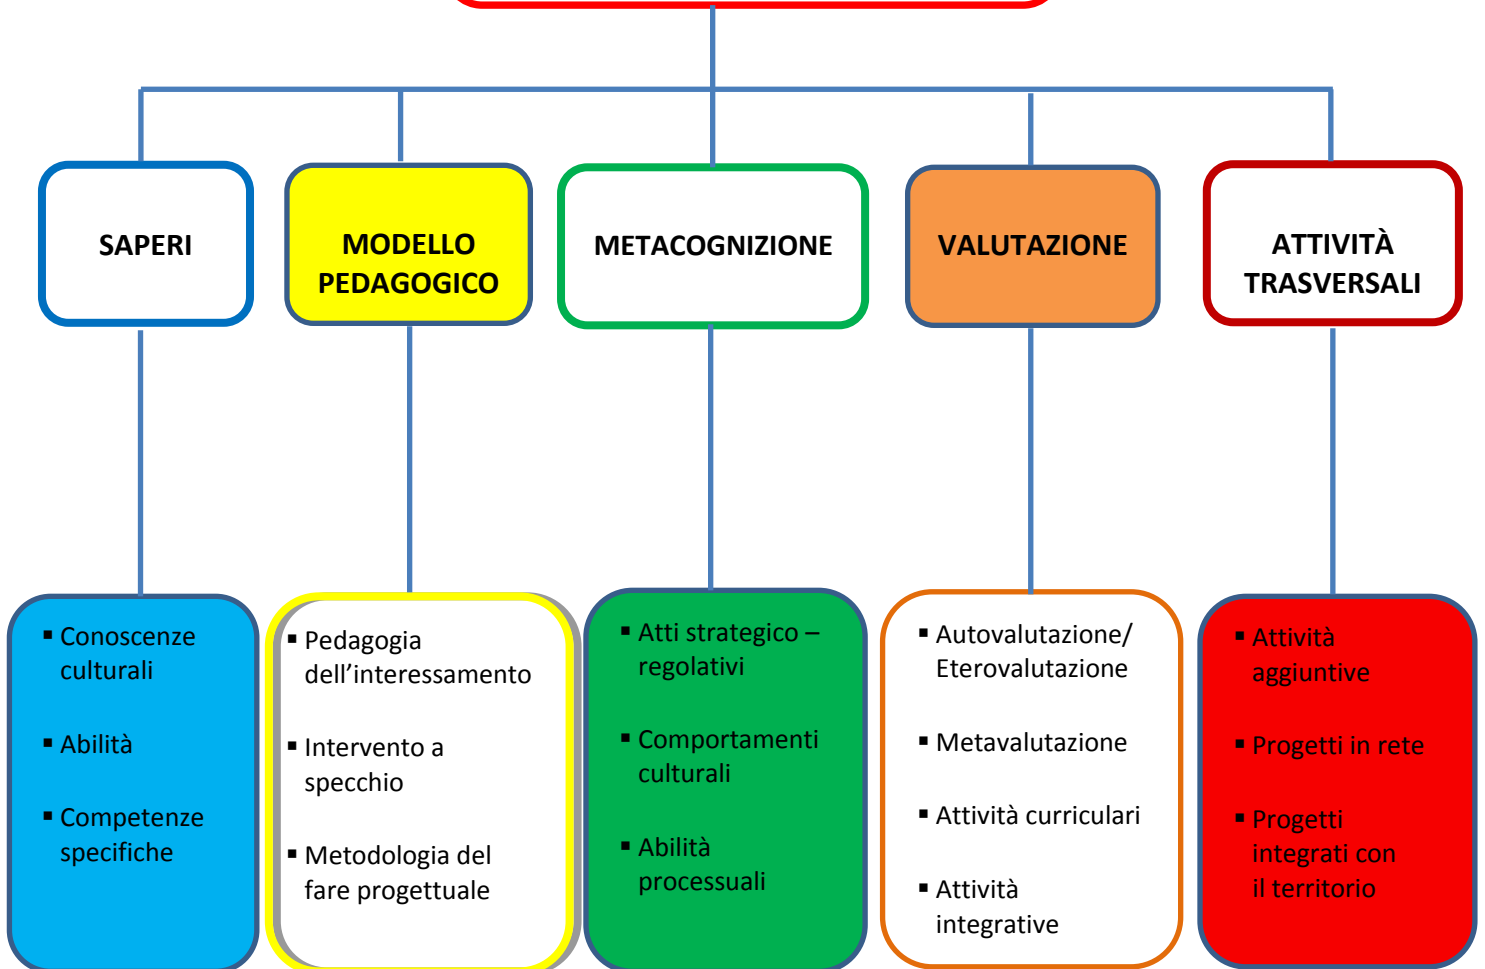 SAPERI
MODELLO
PEDAGOGICO
METACOGNIZIONE
VALUTAZIONE
ATTIVITÀ
TRASVERSALI
▪ Conoscenze
culturali
▪ Abilità
▪ Competenze
specifiche
▪ Pedagogia
dell’interessamento
▪ Intervento a
specchio
▪ Metodologia del
fare progettuale
▪ Atti strategico –
regolativi
▪ Comportamenti
culturali
▪ Abilità
processuali
▪ Autovalutazione/
Eterovalutazione
▪ Metavalutazione
▪ Attività curriculari
▪ Attività
integrative
▪ Attività
aggiuntive
▪ Progetti in rete
▪ Progetti
integrati con
il territorio